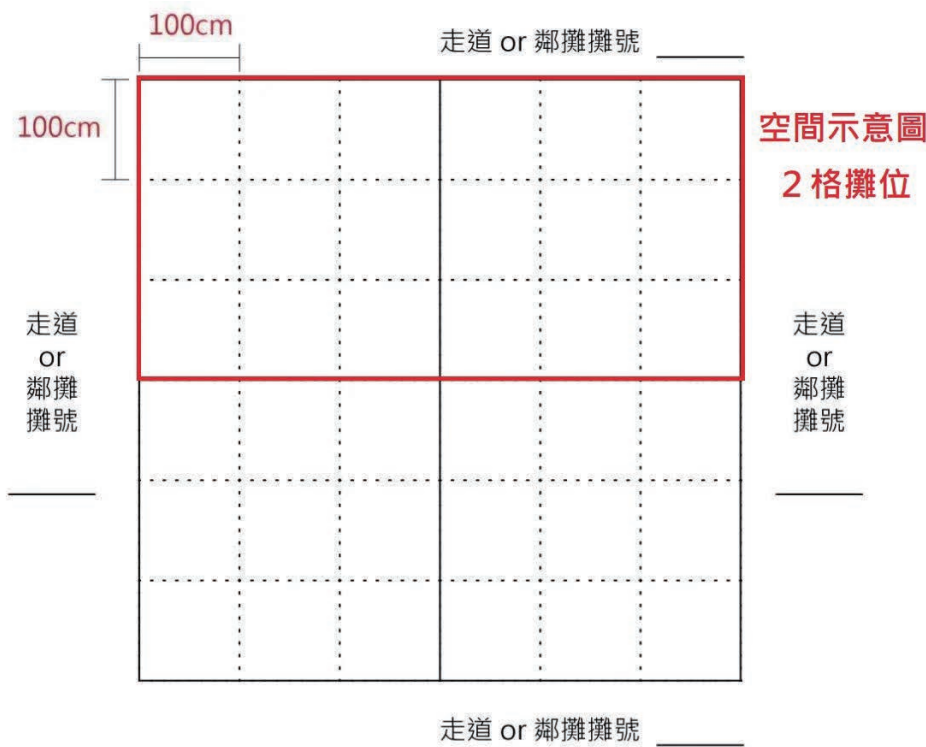 100cm
走道 or 鄰攤攤號
100cm
空間示意圖
2 格攤位
走道
or
鄰攤
攤號
走道
or
鄰攤
攤號
走道 or 鄰攤攤號